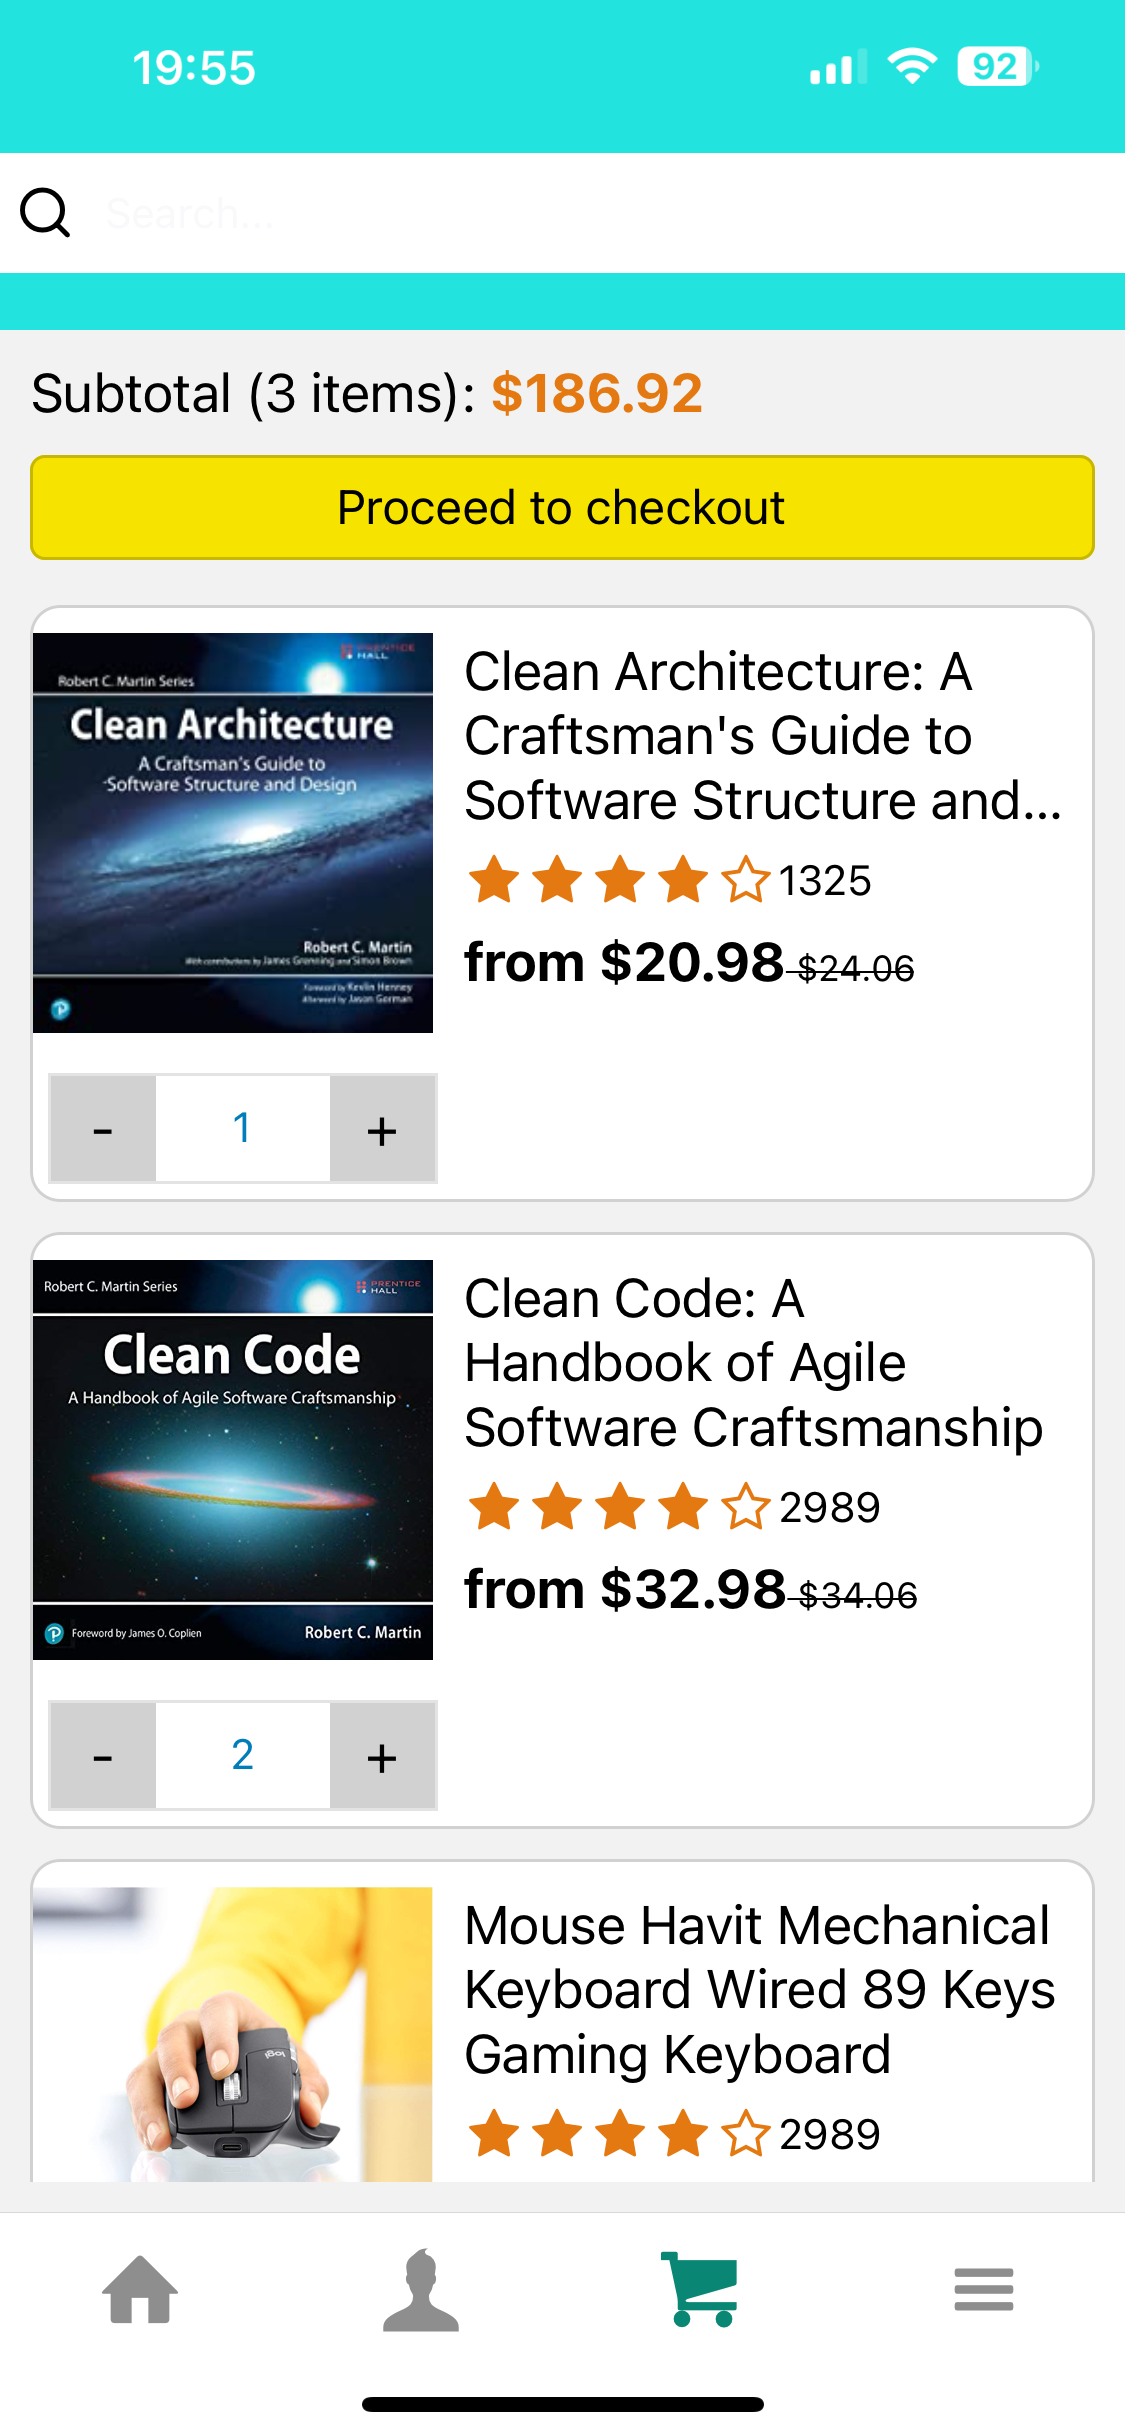 19:55
92
Search...
Subtotal (3 items): $186.92
Proceed to checkout
PRENTICE
HALL
Robert C. Martin Series
Clean Architecture
A Craftsman's Guide to
Software Structure and Design
Robert C. Martin
With contributions by James Grenning and Simon Brown
Foreword by Kevlin Henney
Afterword by Jason Gorman
P
Clean Architecture: A
Craftsman's Guide to
Software Structure and...
1325
from $20.98 $24.06
- 1 +
Robert C. Martin Series
PRENTICE
HALL
Clean Code
A Handbook of Agile Software Craftsmanship
P
Foreword by James O. Coplien
Robert C. Martin
Clean Code: A
Handbook of Agile
Software Craftsmanship
2989
from $32.98 $34.06
- 2 +
logi
Mouse Havit Mechanical
Keyboard Wired 89 Keys
Gaming Keyboard
2989